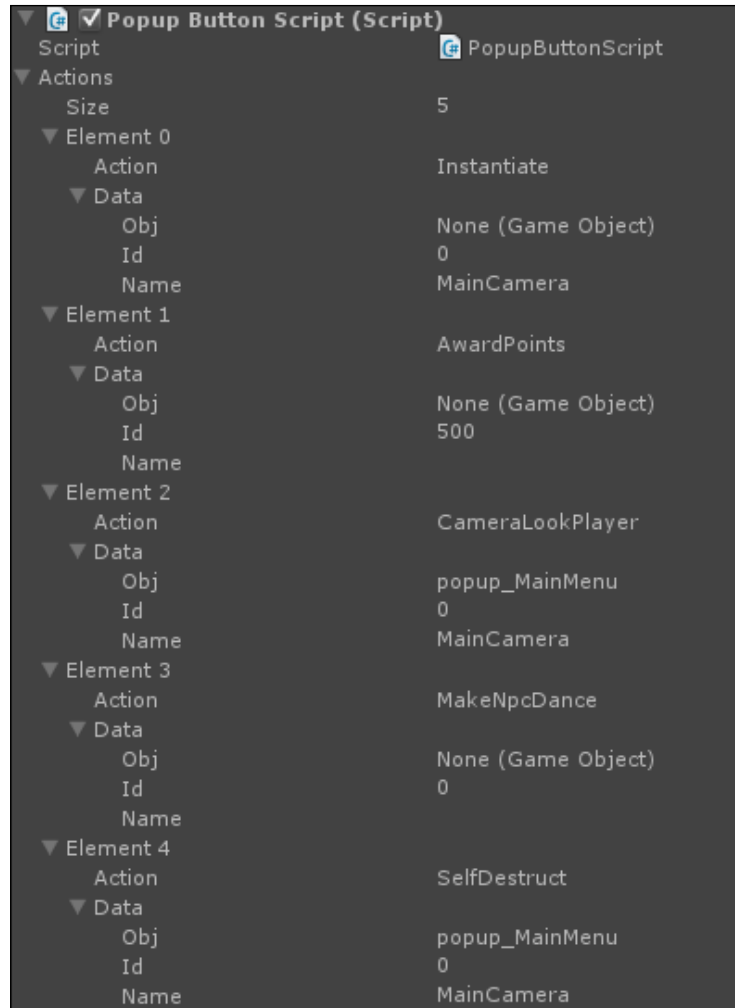 Popup Button Script (Script)
Script PopupButtonScript
Actions
Size 5
Element 0
Action Instantiate
Data
Obj None (Game Object)
Id 0
Name MainCamera
Element 1
Action AwardPoints
Data
Obj None (Game Object)
Id 500
Name
Element 2
Action CameraLookPlayer
Data
Obj popup_MainMenu
Id 0
Name MainCamera
Element 3
Action MakeNpcDance
Data
Obj None (Game Object)
Id 0
Name
Element 4
Action SelfDestruct
Data
Obj popup_MainMenu
Id 0
Name MainCamera